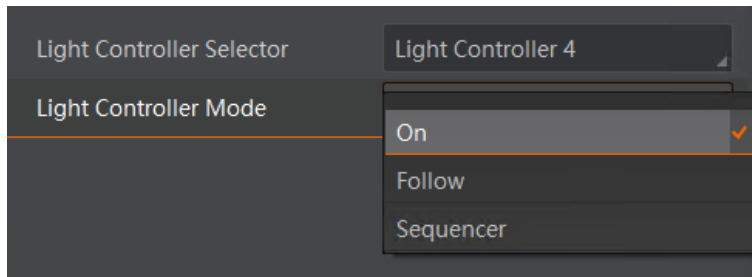 Light Controller Selector
Light Controller 4
Light Controller Mode
On
Follow
Sequencer